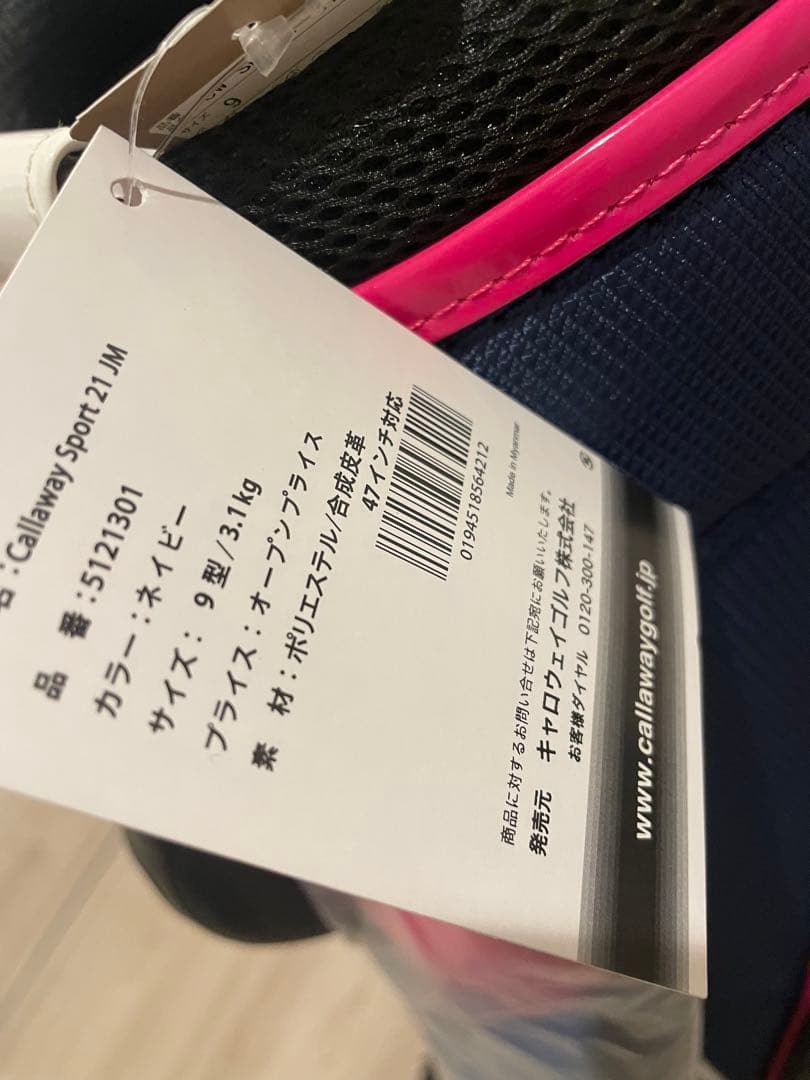 名：Callaway Sport 21 JM
品　番：5121301
カラー：ネイビー
サイズ：９型/3.1kg
プライス：オープンプライス
素　材：ポリエステル/合成皮革
47インチ対応
0194518564212
Made in Myanmar
商品に対するお問い合せは下記宛にお願いいたします。
発売元　キャロウェイゴルフ株式会社
お客様ダイヤル　0120-300-147
www.callawaygolf.jp
サイズ
9